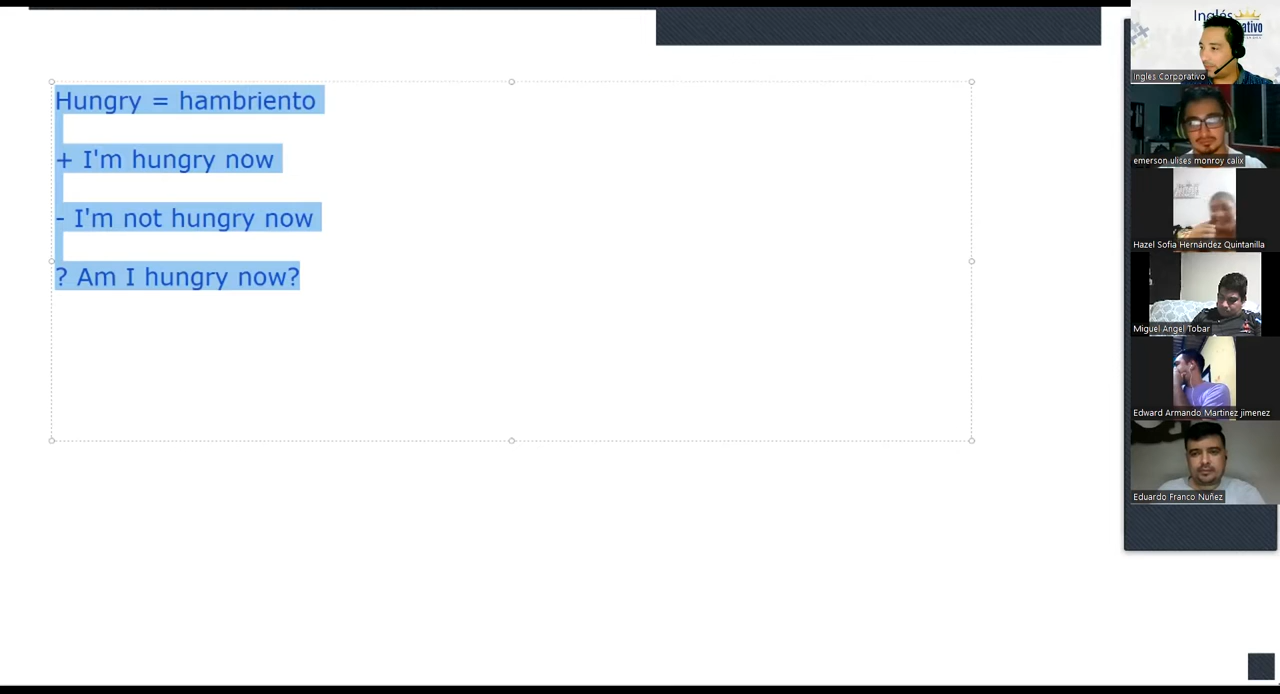 Hungry = hambriento
+ I'm hungry now
- I'm not hungry now
? Am I hungry now?
Inglés
Ingles Corporativo
emerson ulises monroy calix
Hazel Sofia Hernández Quintanilla
Miguel Angel Tobar
Edward Armando Martinez jimenez
Eduardo Franco Nuñez